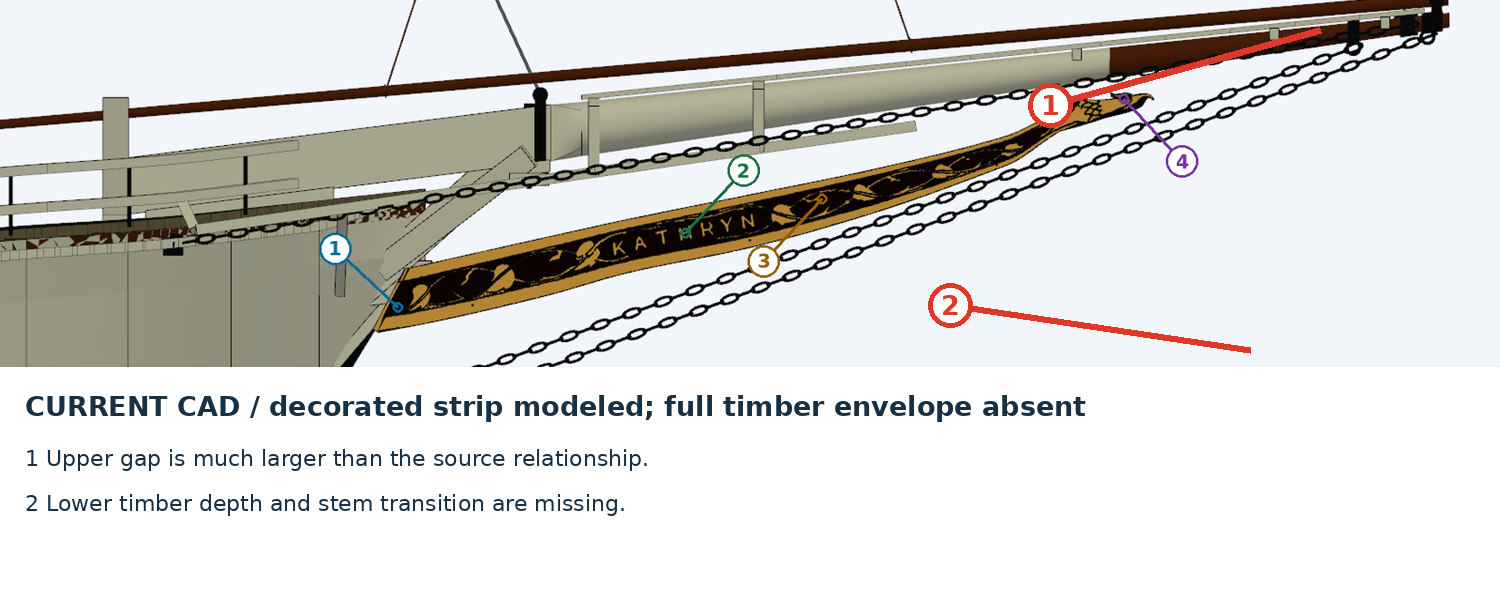 1
2
4
1
KATHRYN
3
2
CURRENT CAD / decorated strip modeled; full timber envelope absent
1 Upper gap is much larger than the source relationship.
2 Lower timber depth and stem transition are missing.